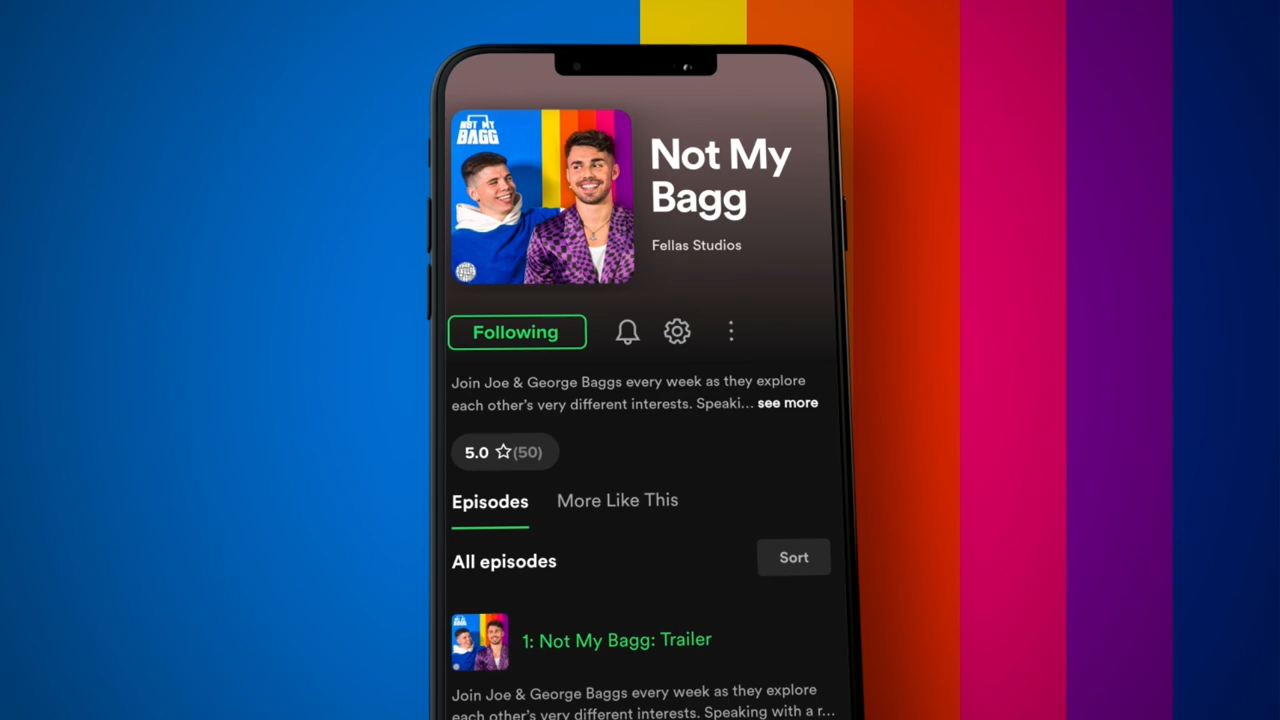 NOT MY
BAGG
Not My
Bagg
Fellas Studios
Following
Join Joe & George Baggs every week as they explore
each other’s very different interests. Speaki... see more
5.0 (50)
Episodes More Like This
All episodes
Sort
1: Not My Bagg: Trailer
Join Joe & George Baggs every week as they explore
each other’s very different interests. Speaking with a r...